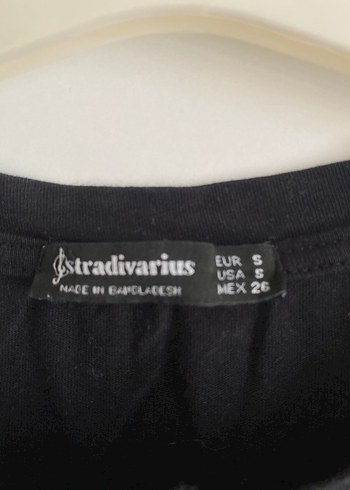 stradivarius
MADE IN BANGLADESH
EUR S
USA S
MEX 26